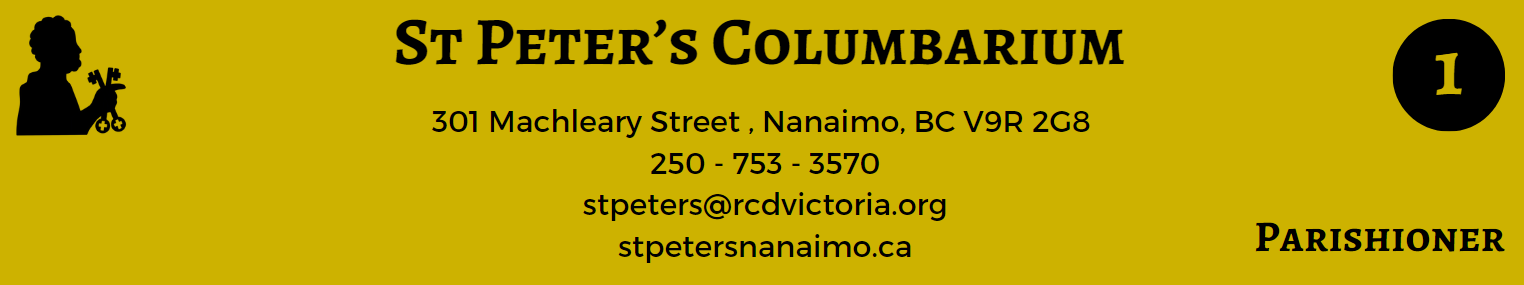 St Peter's Columbarium
1
301 Machleary Street , Nanaimo, BC V9R 2G8
250 - 753 - 3570
stpeters@rcdvictoria.org
stpetersnanaimo.ca
Parishioner